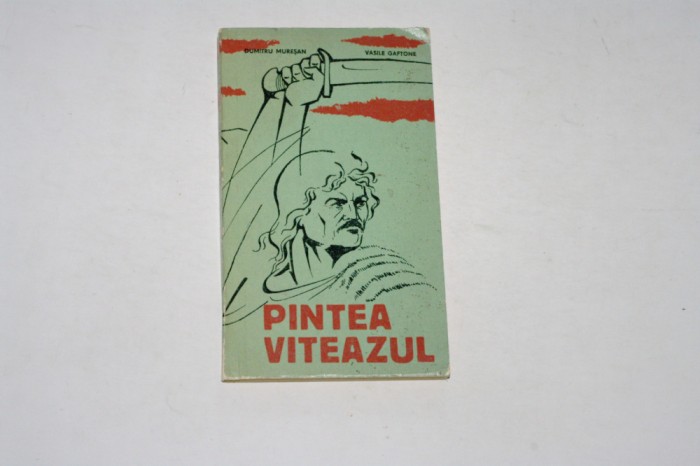 DUMITRU MUREȘAN VASILE GAFTONE
PINTEA
VITEAZUL